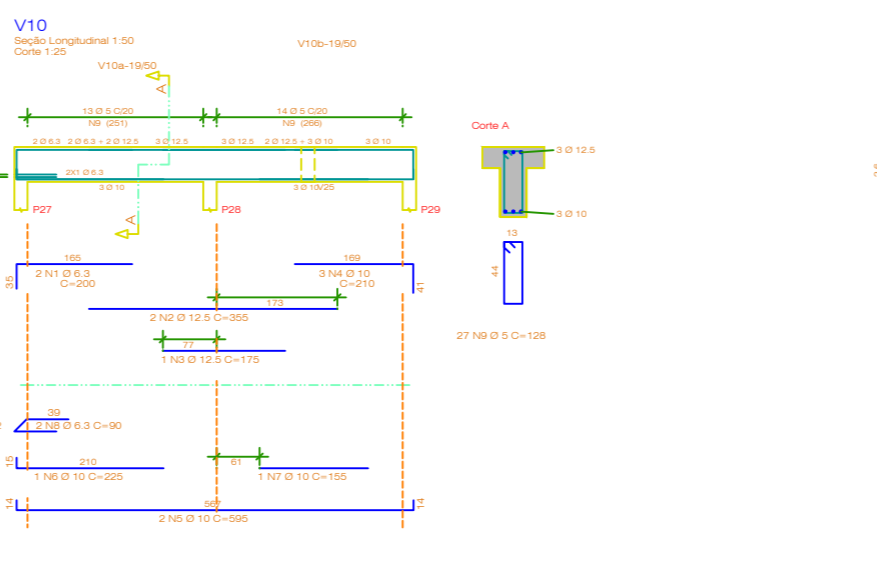 V10
Seção Longitudinal 1:50
Corte 1:25
V10b-19/50
V10a-19/50
A
13 Ø 5 C/20
N9 (251)
14 Ø 5 C/20
N9 (266)
Corte A
2 Ø 6.3
2 Ø 6.3 + 2 Ø 12.5
3 Ø 12.5
3 Ø 12.5
2 Ø 12.5 + 3 Ø 10
3 Ø 10
3 Ø 12.5
2X1 Ø 6.3
3 Ø 10
3 Ø 10
V25
P27
P28
P29
A
3 Ø 10
13
44
165
35
2 N1 Ø 6.3
C=200
169
3 N4 Ø 10
C=210
41
173
2 N2 Ø 12.5 C=355
77
1 N3 Ø 12.5 C=175
27 N9 Ø 5 C=128
39
2 N8 Ø 6.3 C=90
15
210
1 N6 Ø 10 C=225
61
1 N7 Ø 10 C=155
14
567
14
2 N5 Ø 10 C=595